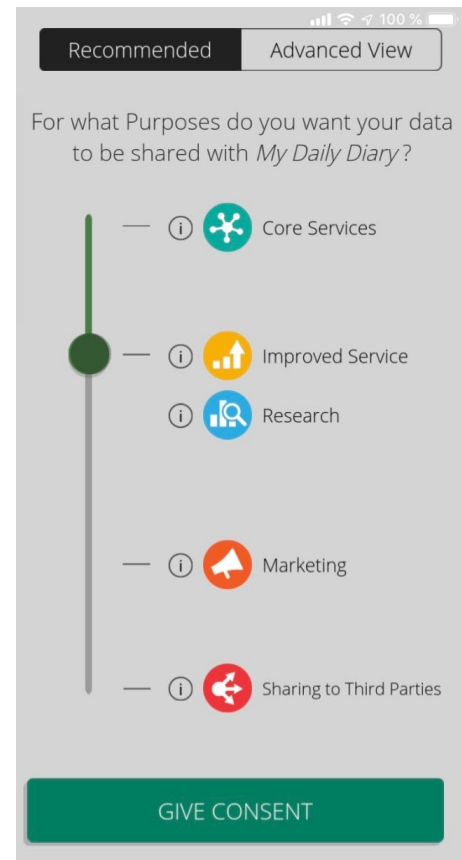 100 %
Recommended
Advanced View
For what Purposes do you want your data
to be shared with My Daily Diary?
i Core Services
i Improved Service
i Research
i Marketing
i Sharing to Third Parties
GIVE CONSENT